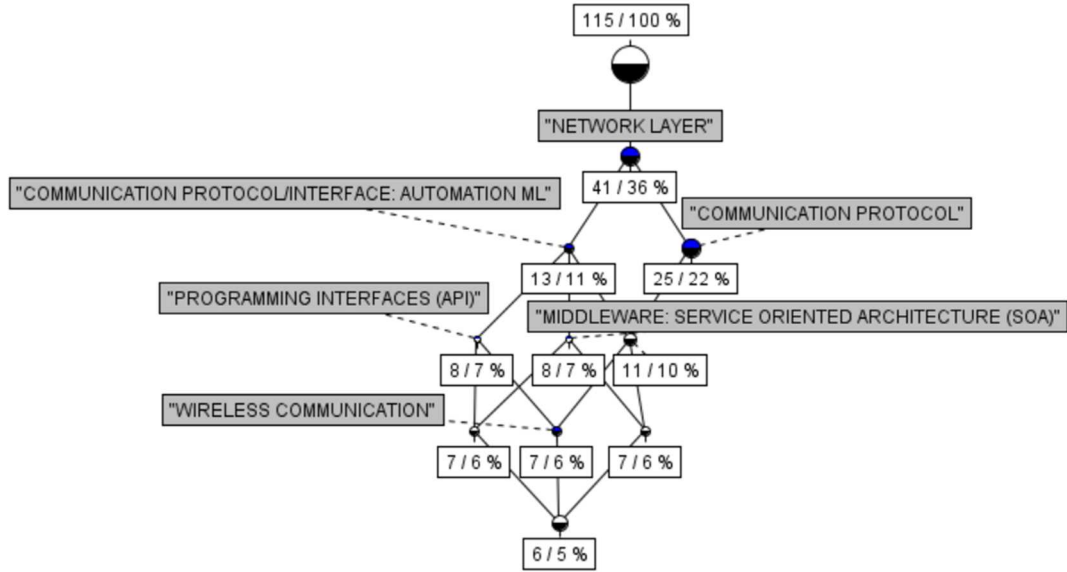 115 / 100 %
"NETWORK LAYER"
41 / 36 %
"COMMUNICATION PROTOCOL/INTERFACE: AUTOMATION ML"
"COMMUNICATION PROTOCOL"
13 / 11 %
25 / 22 %
"PROGRAMMING INTERFACES (API)"
"MIDDLEWARE: SERVICE ORIENTED ARCHITECTURE (SOA)"
8 / 7 %
8 / 7 %
11 / 10 %
"WIRELESS COMMUNICATION"
7 / 6 %
7 / 6 %
7 / 6 %
6 / 5 %